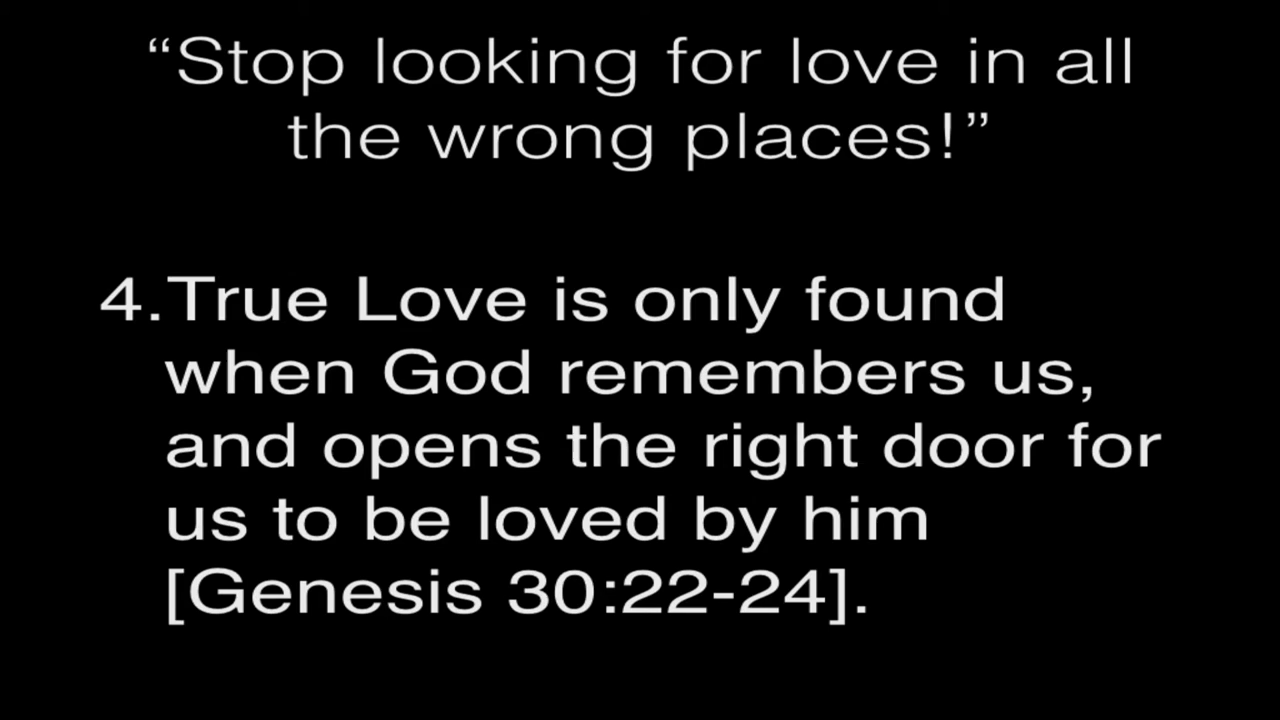 “Stop looking for love in all
the wrong places!”
4.True Love is only found
when God remembers us,
and opens the right door for
us to be loved by him
[Genesis 30:22-24].